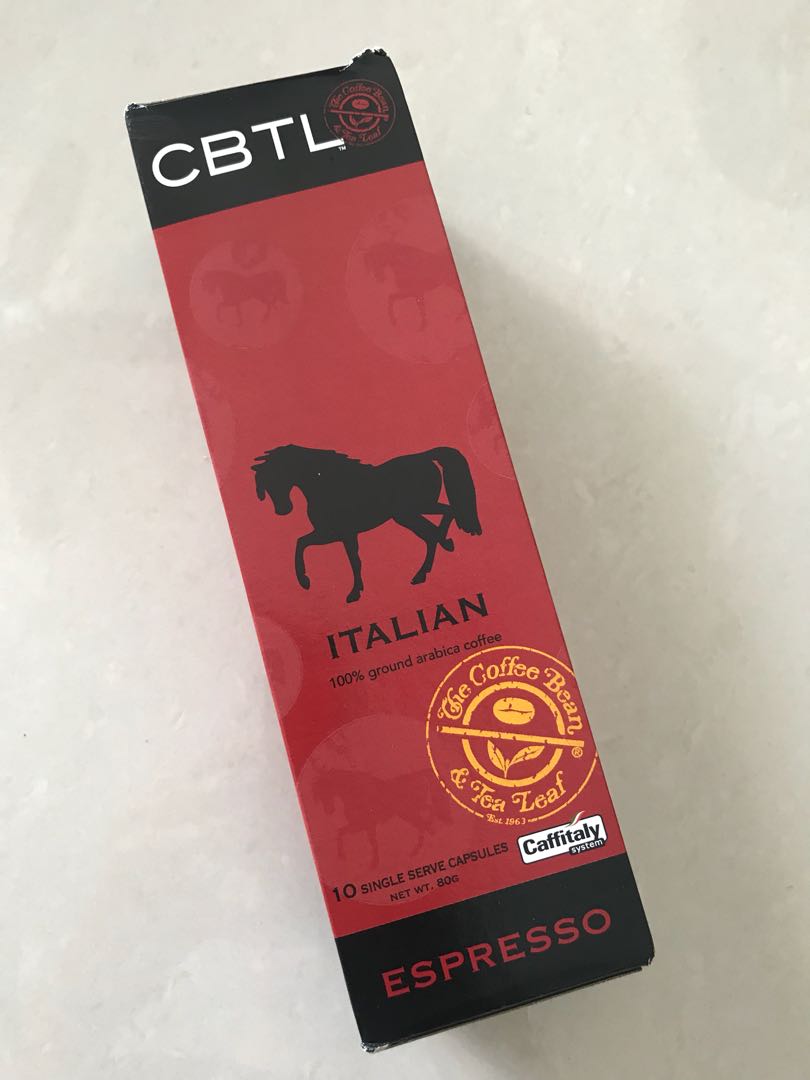 CBTL™
The Coffee Bean
& Tea Leaf
ITALIAN
100% ground arabica coffee
The Coffee Bean
& Tea Leaf ®
Est 1963
Caffitaly
system
10 SINGLE SERVE CAPSULES
NET WT. 80G
ESPRESSO